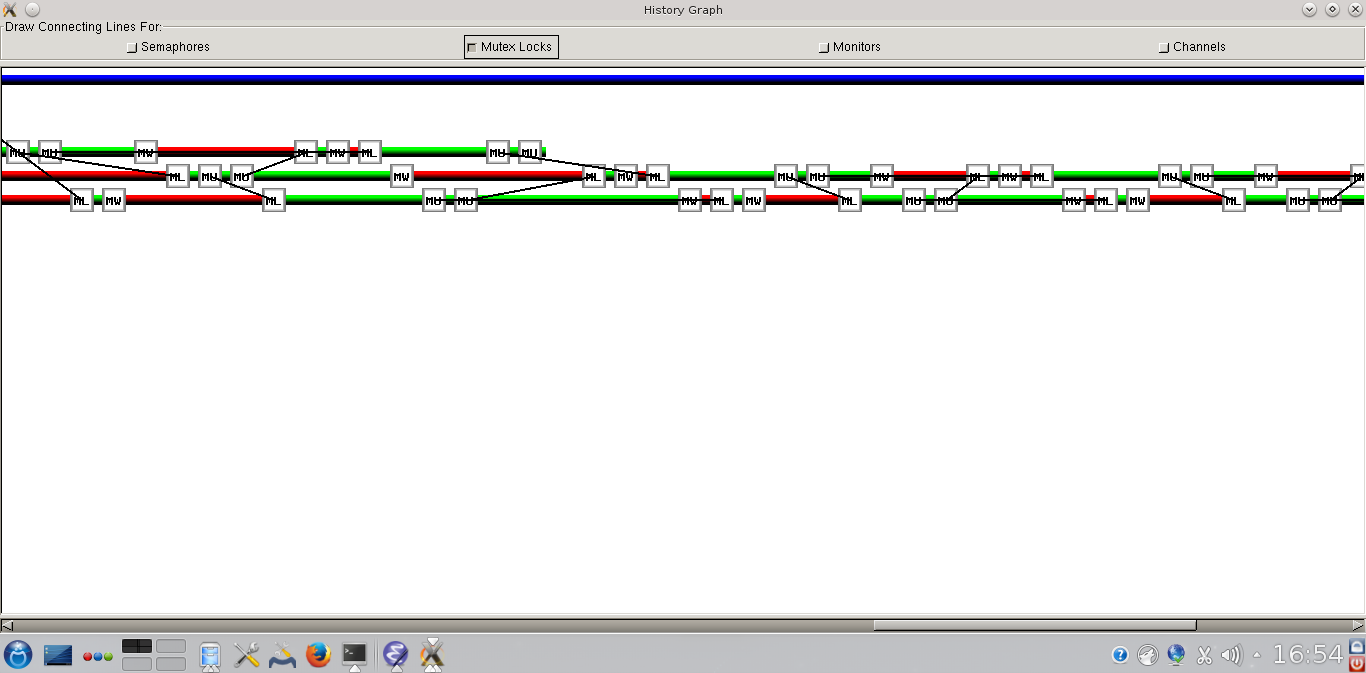 History Graph
Draw Connecting Lines For:
Semaphores Mutex Locks Monitors Channels
MU MU MW ML MW ML MU MU
ML MU MU MW ML MW ML MU MU MW ML MW ML MU MU MW
ML MW ML MU MU MW ML MW ML MU MU MW ML MW ML MU MU
16:54